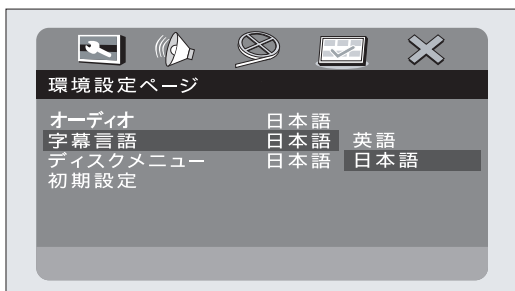 環境設定ページ
オーディオ 日本語
字幕言語 日本語 英語
ディスクメニュー 日本語 日本語
初期設定